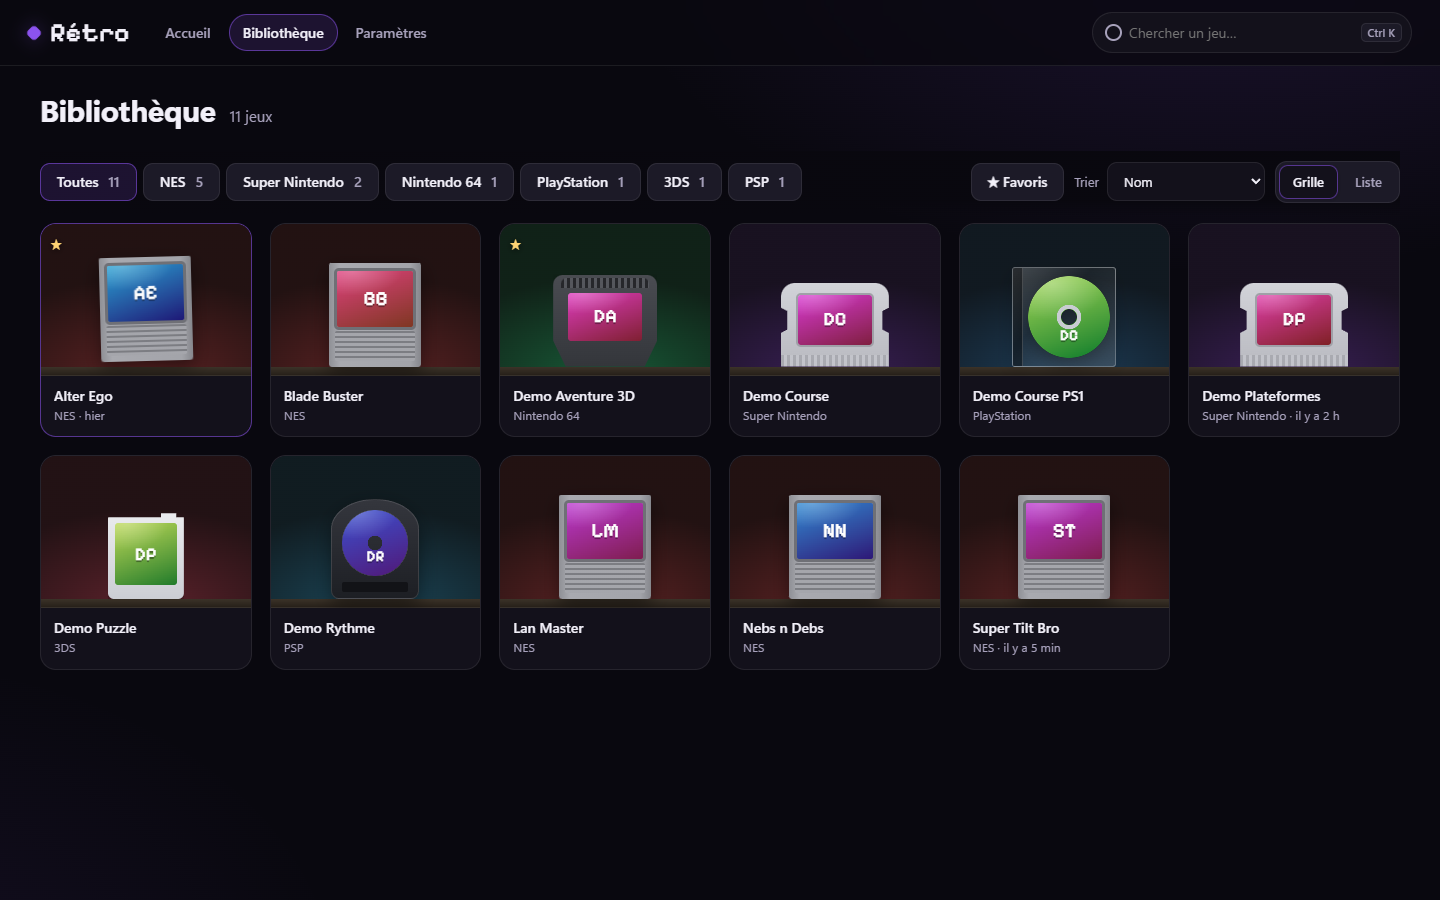 Rétro Accueil Bibliothèque Paramètres Chercher un jeu... Ctrl K
Bibliothèque 11 jeux
Toutes 11 NES 5 Super Nintendo 2 Nintendo 64 1 PlayStation 1 3DS 1 PSP 1 ★ Favoris Trier Nom Grille Liste
AE BB DA DC DC DP
Alter Ego Blade Buster Demo Aventure 3D Demo Course Demo Course PS1 Demo Plateformes
NES · hier NES Nintendo 64 Super Nintendo PlayStation Super Nintendo · il y a 2 h
DP DR LM NN ST
Demo Puzzle Demo Rythme Lan Master Nebs n Debs Super Tilt Bro
3DS PSP NES NES NES · il y a 5 min